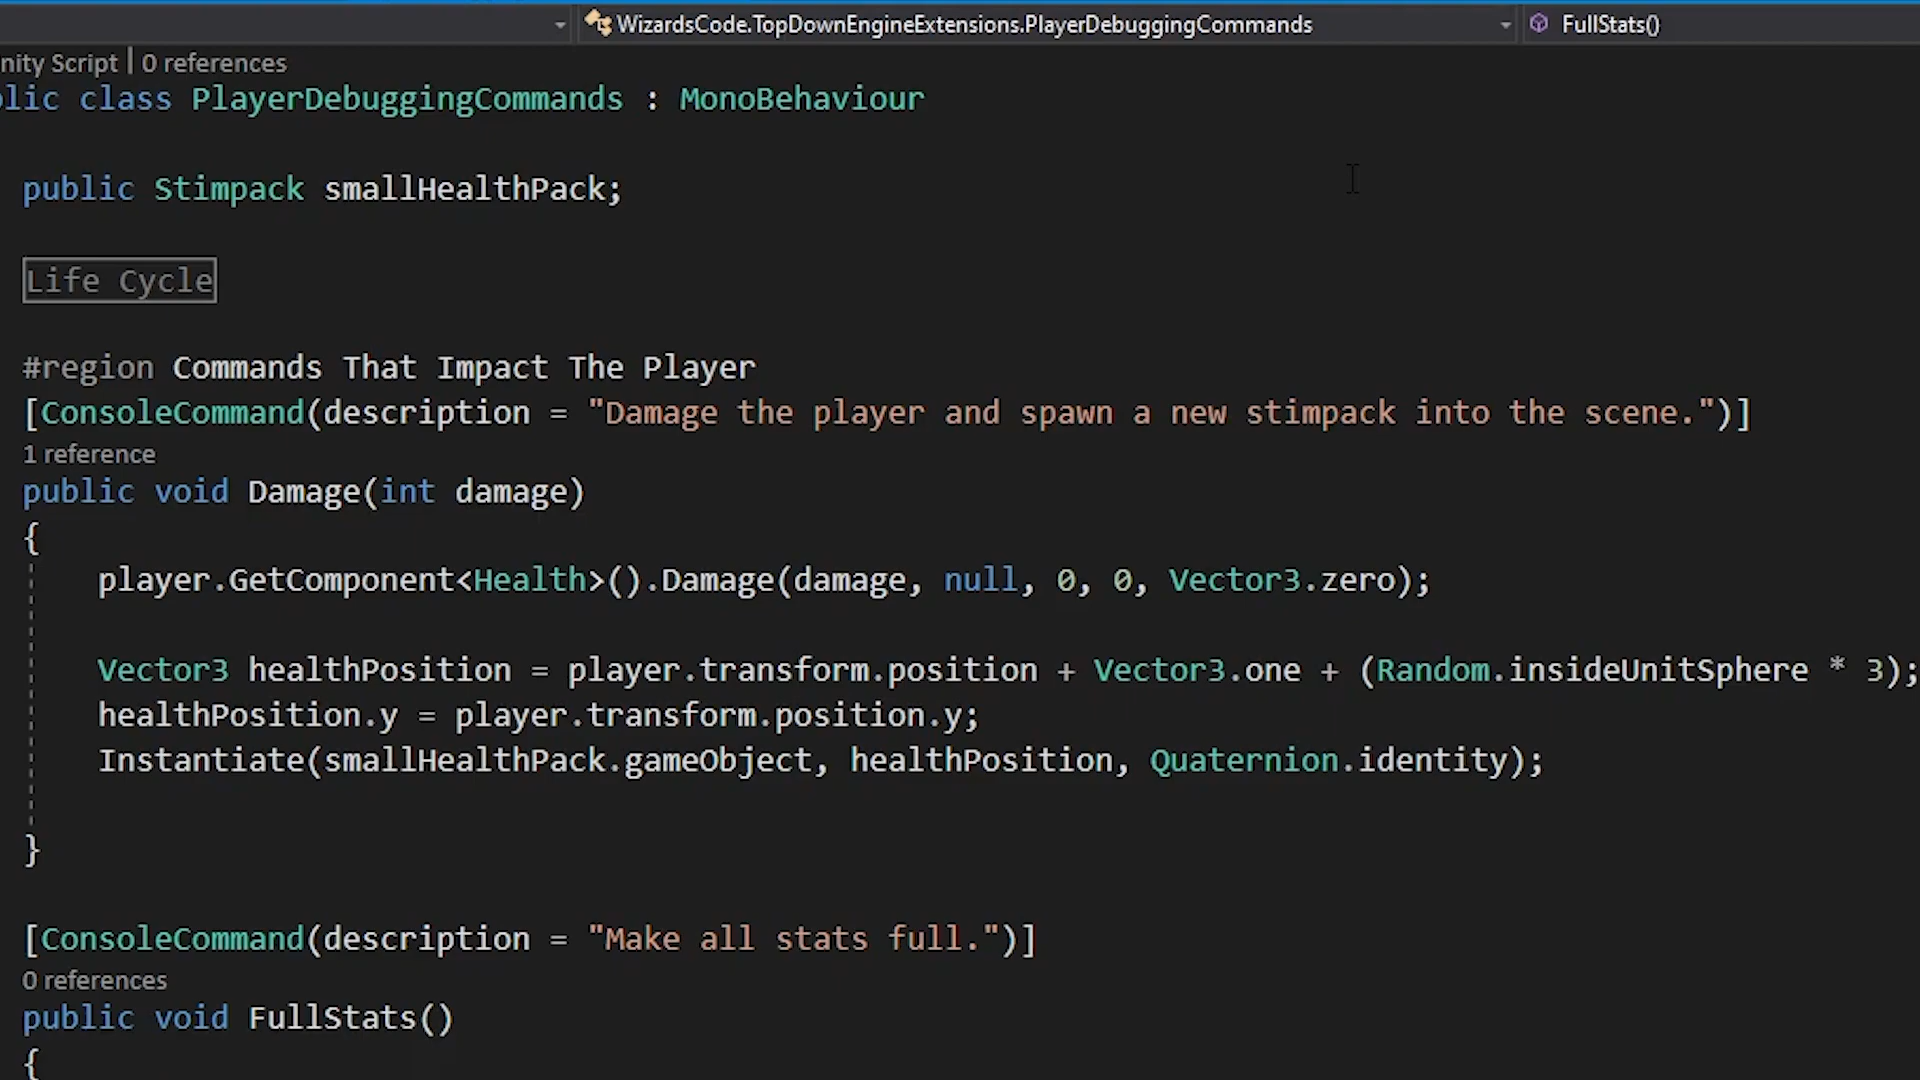 WizardsCode.TopDownEngineExtensions.PlayerDebuggingCommands FullStats()
nity Script | 0 references
lic class PlayerDebuggingCommands : MonoBehaviour
public Stimpack smallHealthPack;
Life Cycle
#region Commands That Impact The Player
[ConsoleCommand(description = "Damage the player and spawn a new stimpack into the scene.")]
1 reference
public void Damage(int damage)
{
player.GetComponent<Health>().Damage(damage, null, 0, 0, Vector3.zero);
Vector3 healthPosition = player.transform.position + Vector3.one + (Random.insideUnitSphere * 3);
healthPosition.y = player.transform.position.y;
Instantiate(smallHealthPack.gameObject, healthPosition, Quaternion.identity);
}
[ConsoleCommand(description = "Make all stats full.")]
0 references
public void FullStats()
{